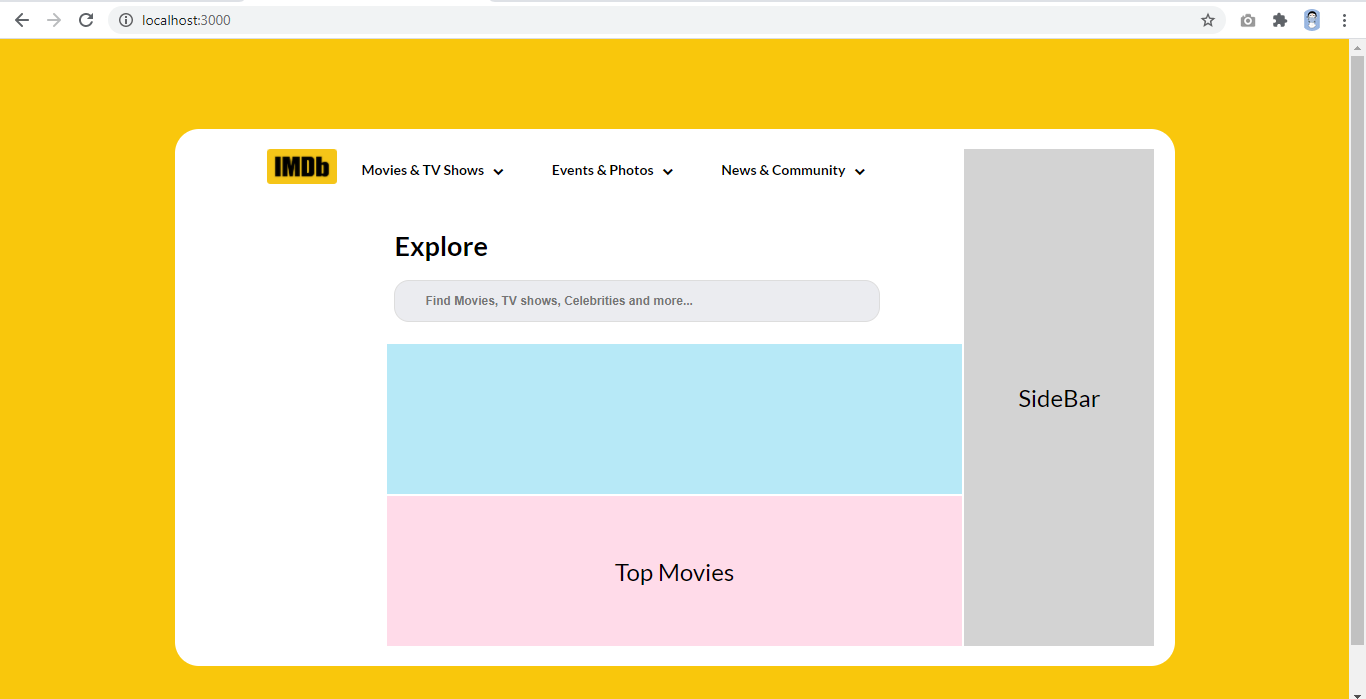 localhost:3000
IMDb
Movies & TV Shows
Events & Photos
News & Community
Explore
Find Movies, TV shows, Celebrities and more...
SideBar
Top Movies